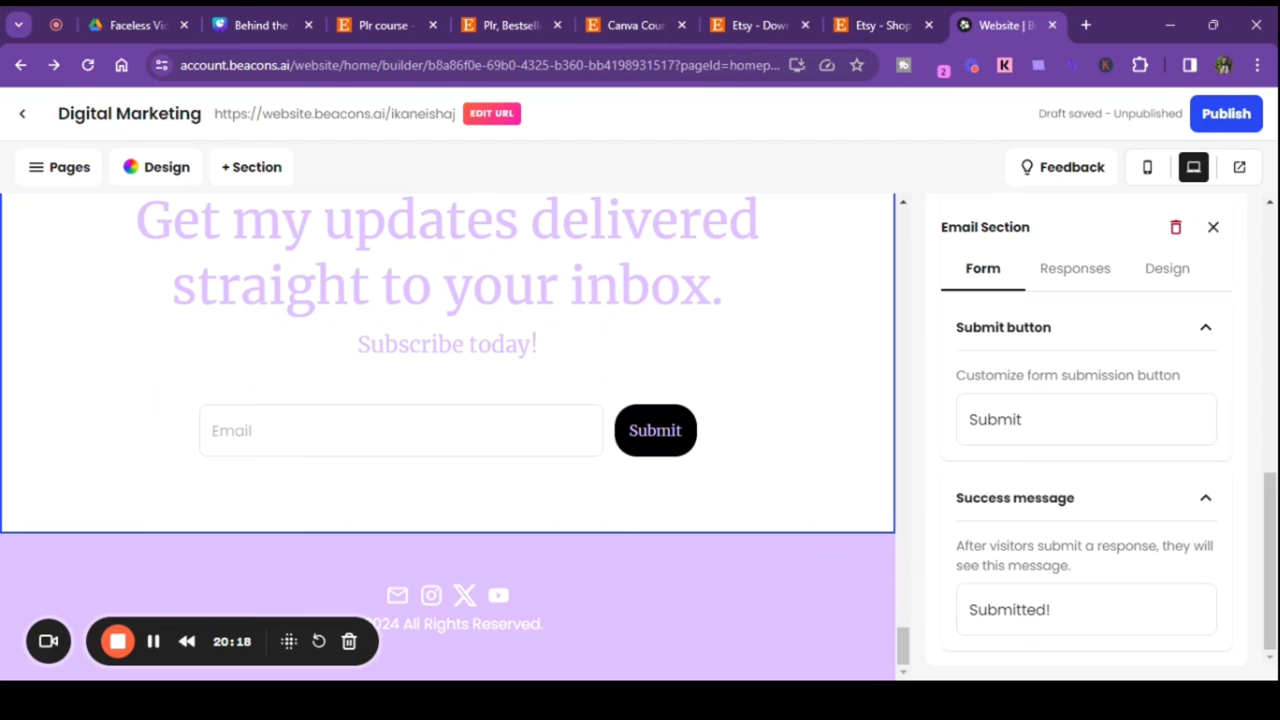 Faceless Vic
Behind the
Plr course -
Plr, Bestsell
Canva Cour
Etsy - Dow
Etsy - Shop
Website | B
account.beacons.ai/website/home/builder/b8a86f0e-69b0-4325-b360-bb4198931517?pageId=homep...
2
K
K
Digital Marketing
https://website.beacons.ai/ikaneishaj
EDIT URL
Draft saved - Unpublished
Publish
Pages
Design
+ Section
Feedback
Get my updates delivered
straight to your inbox.
Subscribe today!
Email
Submit
2024 All Rights Reserved.
20:18
Email Section
Form
Responses
Design
Submit button
Customize form submission button
Submit
Success message
After visitors submit a response, they will
see this message.
Submitted!